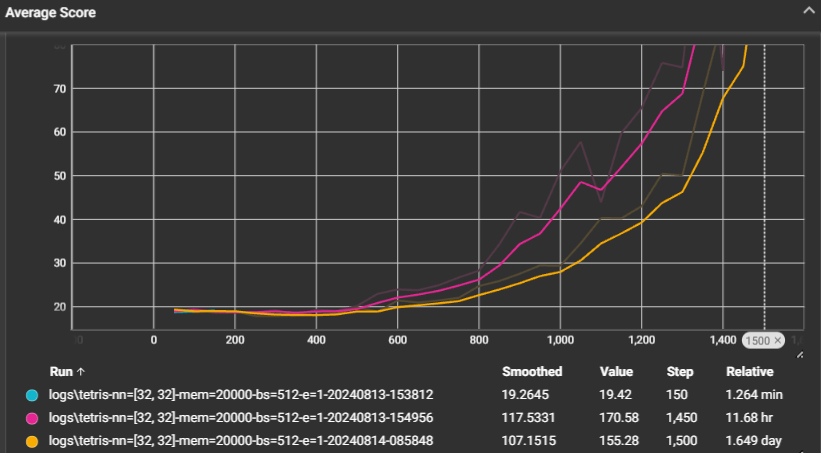 Average Score
80
70
60
50
40
30
20
0 200 400 600 800 1,000 1,200 1,400 1500 ×
Run ↑ Smoothed Value Step Relative
logs\tetris-nn=[32, 32]-mem=20000-bs=512-e=1-20240813-153812 19.2645 19.42 150 1.264 min
logs\tetris-nn=[32, 32]-mem=20000-bs=512-e=1-20240813-154956 117.5331 170.58 1,450 11.68 hr
logs\tetris-nn=[32, 32]-mem=20000-bs=512-e=1-20240814-085848 107.1515 155.28 1,500 1.649 day